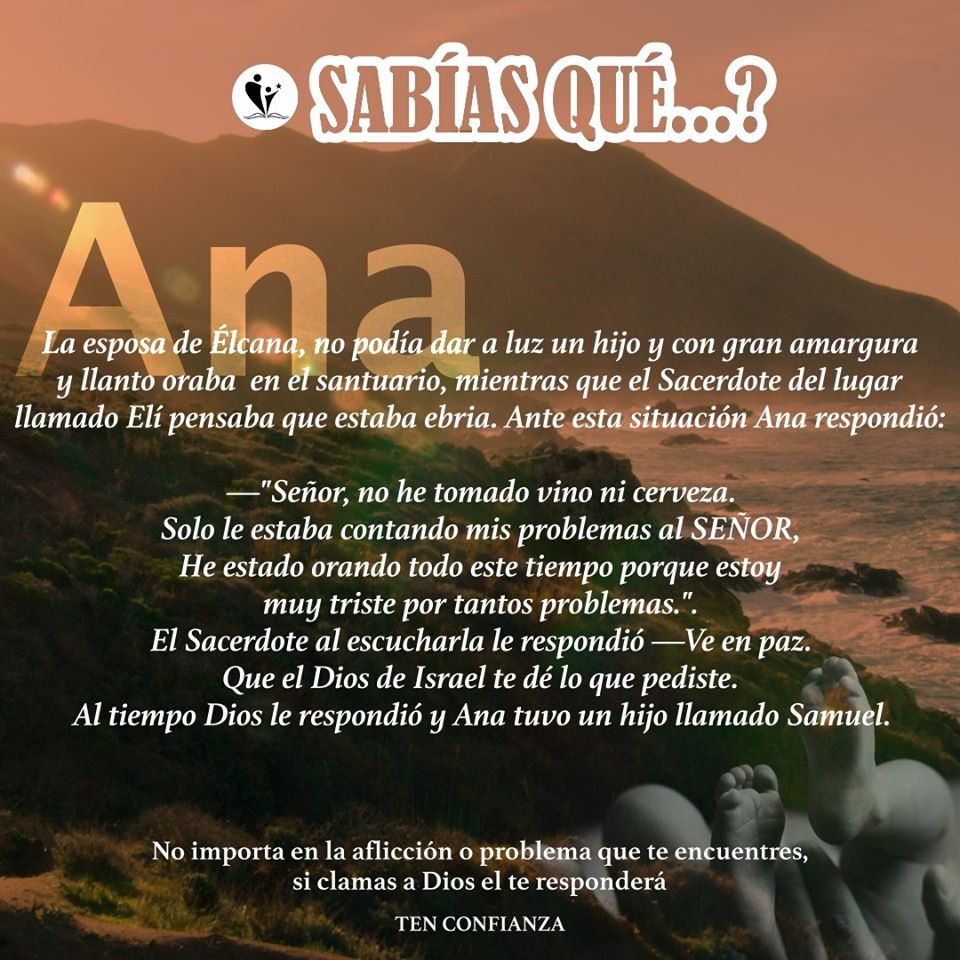 SABÍAS QUÉ...?
Ana
La esposa de Élcana, no podía dar a luz un hijo y con gran amargura
y llanto oraba en el santuario, mientras que el Sacerdote del lugar
llamado Elí pensaba que estaba ebria. Ante esta situación Ana respondió:
—"Señor, no he tomado vino ni cerveza.
Solo le estaba contando mis problemas al SEÑOR,
He estado orando todo este tiempo porque estoy
muy triste por tantos problemas.".
El Sacerdote al escucharla le respondió —Ve en paz.
Que el Dios de Israel te dé lo que pediste.
Al tiempo Dios le respondió y Ana tuvo un hijo llamado Samuel.
No importa en la aflicción o problema que te encuentres,
si clamas a Dios el te responderá
TEN CONFIANZA